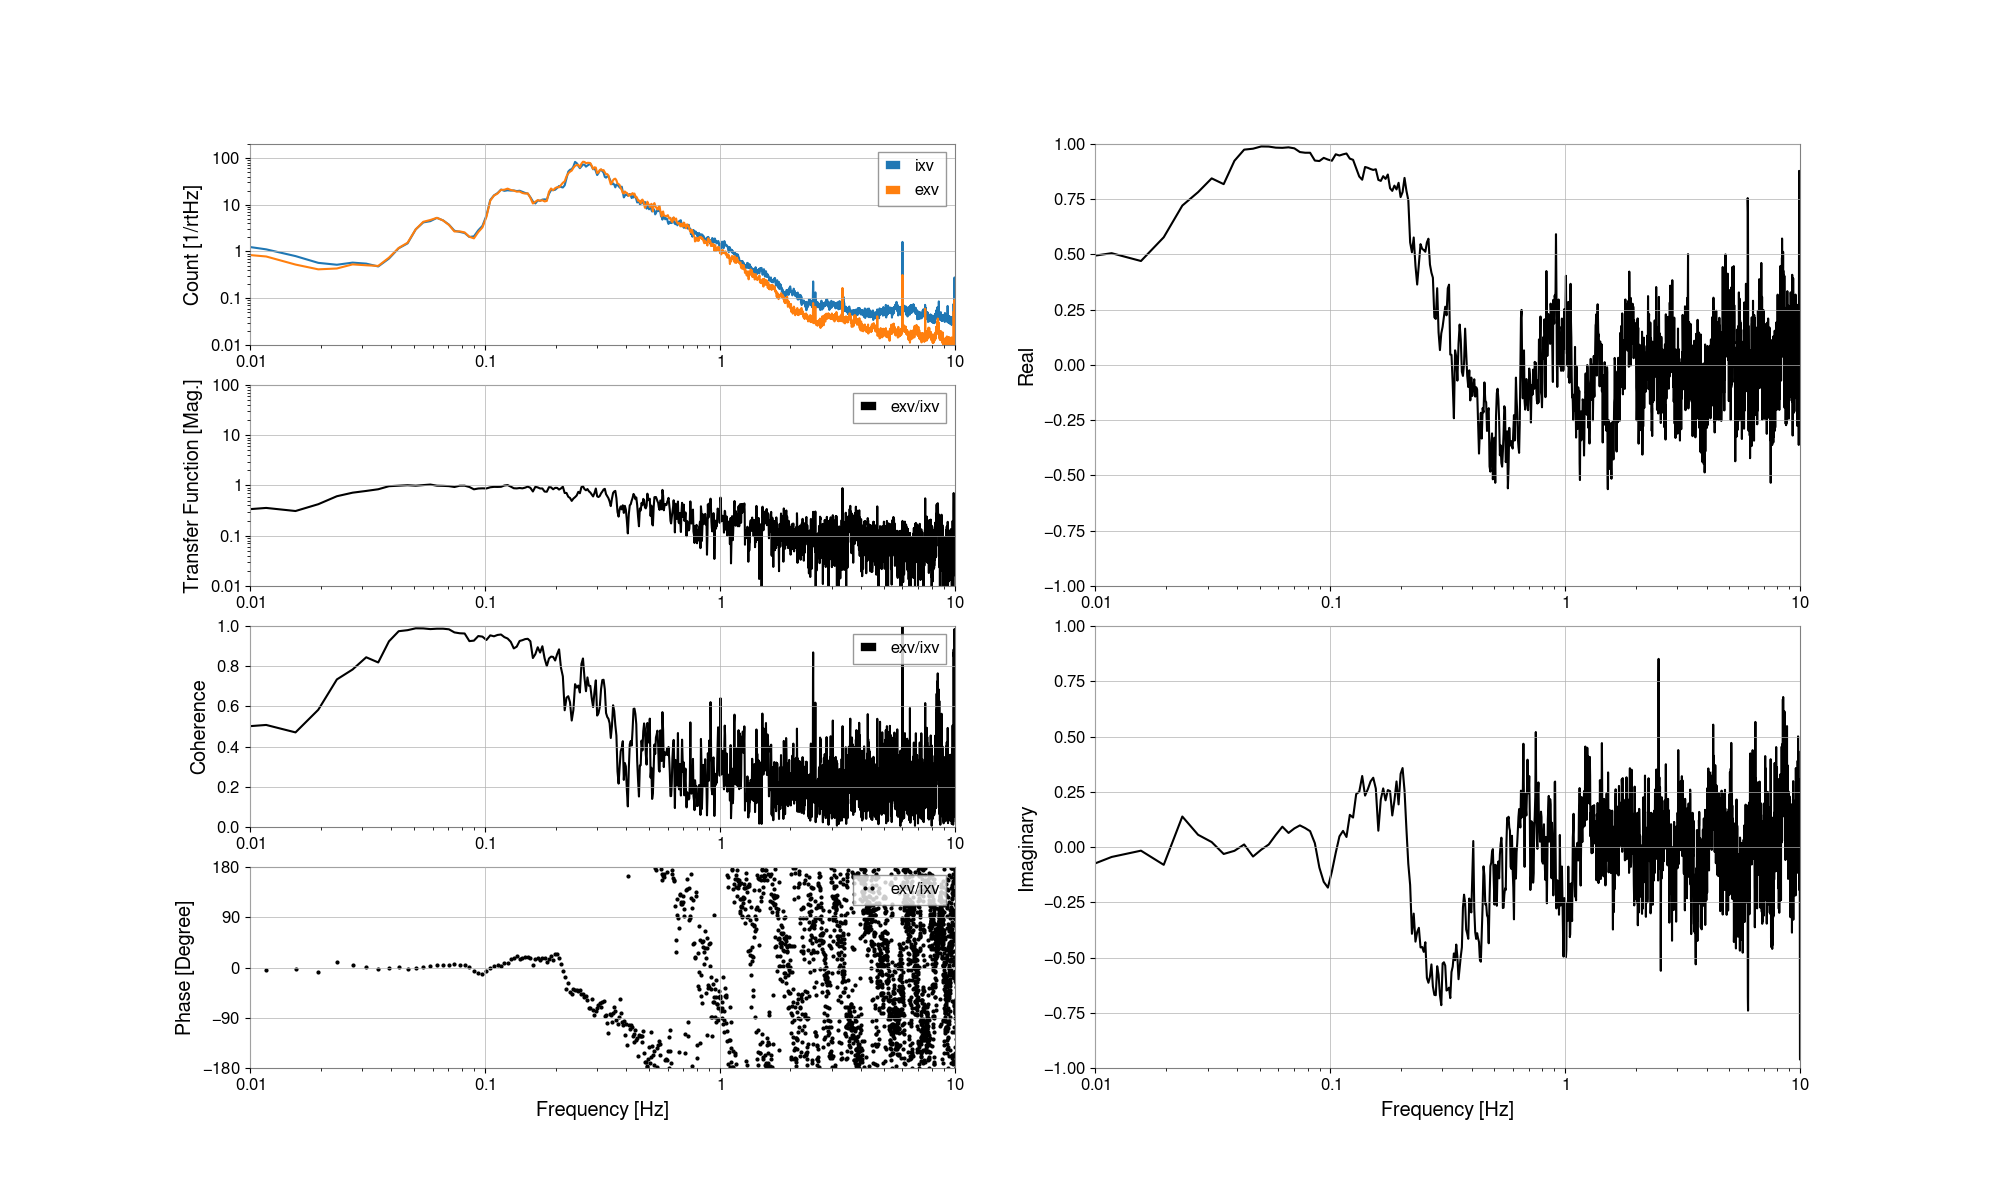 Count [1/rtHz]
100
10
1
0.1
0.01
ixv
exv
0.01 0.1 1 10
Transfer Function [Mag.]
100
10
1
0.1
0.01
exv/ixv
0.01 0.1 1 10
Coherence
1.0
0.8
0.6
0.4
0.2
0.0
exv/ixv
0.01 0.1 1 10
Phase [Degree]
180
90
0
−90
−180
exv/ixv
0.01 0.1 1 10
Frequency [Hz]
Real
1.00
0.75
0.50
0.25
0.00
−0.25
−0.50
−0.75
−1.00
0.01 0.1 1 10
Imaginary
1.00
0.75
0.50
0.25
0.00
−0.25
−0.50
−0.75
−1.00
0.01 0.1 1 10
Frequency [Hz]